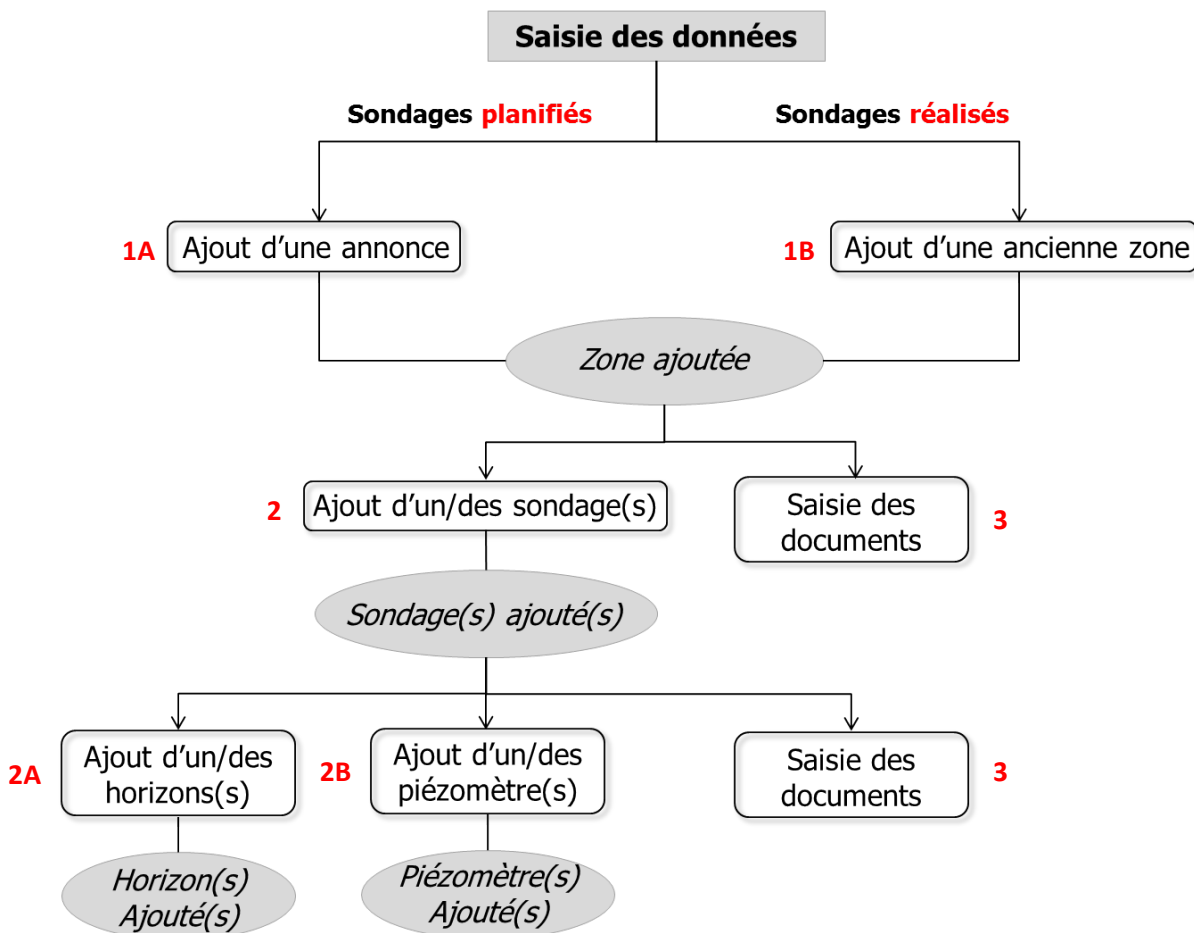 Saisie des données
Sondages planifiés
Sondages réalisés
1A
Ajout d'une annonce
1B
Ajout d'une ancienne zone
Zone ajoutée
2
Ajout d'un/des sondage(s)
Saisie des
documents
3
Sondage(s) ajouté(s)
2A
Ajout d'un/des
horizons(s)
2B
Ajout d'un/des
piézomètre(s)
Saisie des
documents
3
Horizon(s)
Ajouté(s)
Piézomètre(s)
Ajouté(s)